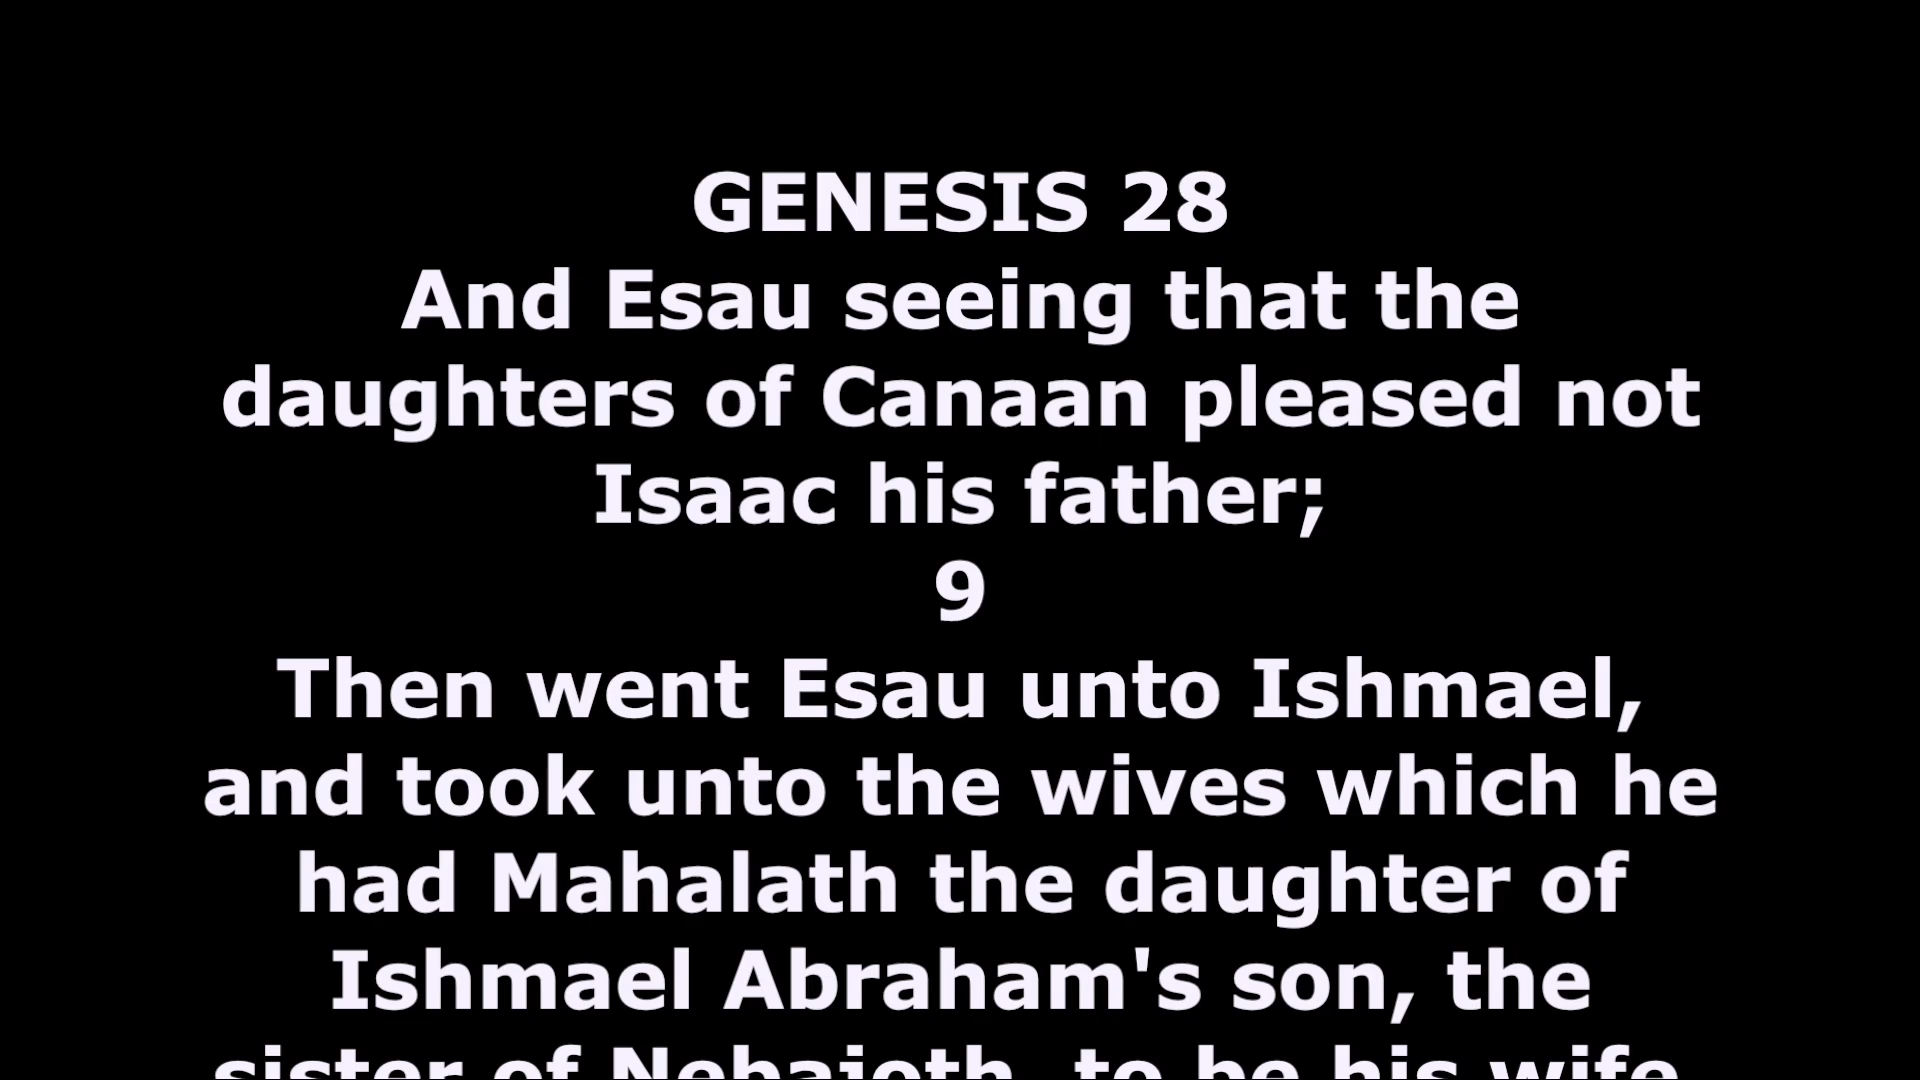 GENESIS 28
And Esau seeing that the
daughters of Canaan pleased not
Isaac his father;
9
Then went Esau unto Ishmael,
and took unto the wives which he
had Mahalath the daughter of
Ishmael Abraham's son, the
sister of Nebajoth, to be his wife